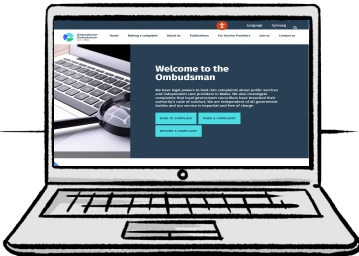 Language Cymraeg
Ombudsman
Ombwdsmon
Home Making a complaint About Us Publications For Service Providers Join us Contact us
Welcome to the
Ombudsman
We have legal powers to look into complaints about public services
and independent care providers in Wales. We also investigate
complaints that local government councillors have breached their
authority's code of conduct. We are independent of all government
bodies and our service is impartial and free of charge.
HOW TO COMPLAIN MAKE A COMPLAINT
RESUME A COMPLAINT